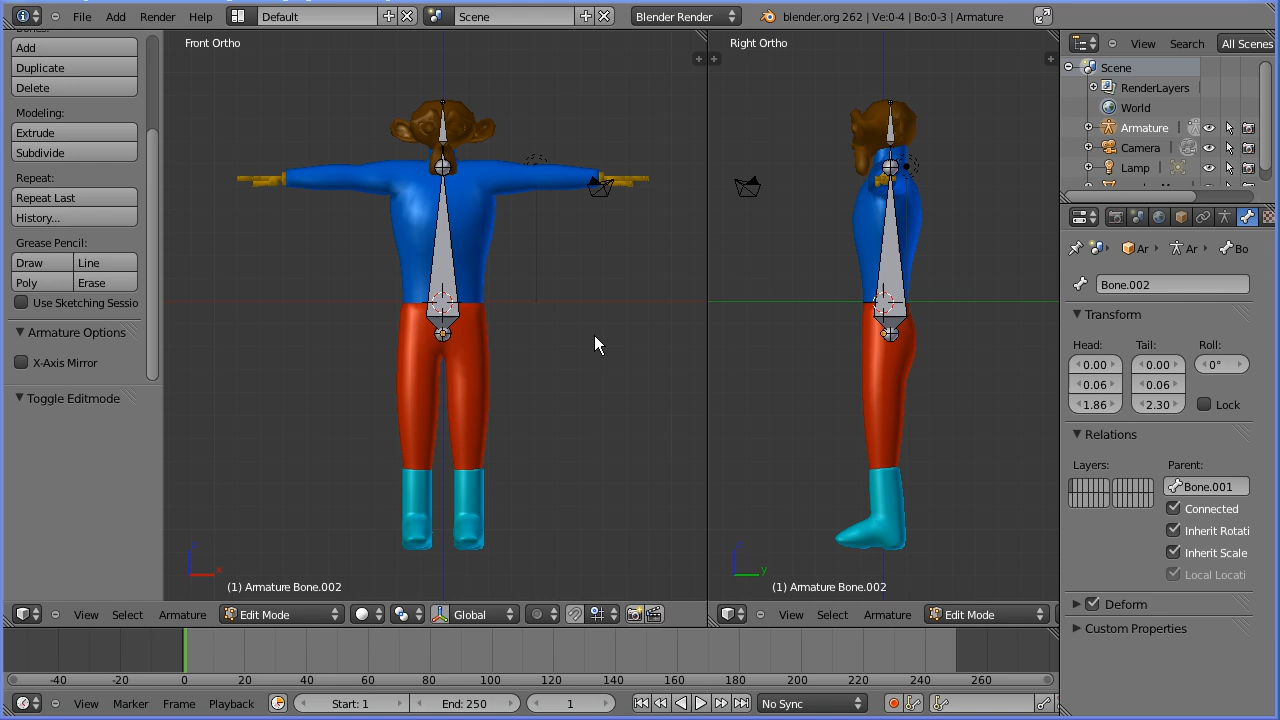 File Add Render Help Default Scene Blender Render blender.org 262 | Ve:0-4 | Bo:0-3 | Armature
Add
Duplicate
Delete
Modeling:
Extrude
Subdivide
Repeat:
Repeat Last
History...
Grease Pencil:
Draw Line
Poly Erase
Use Sketching Sessio
Armature Options
X-Axis Mirror
Toggle Editmode
Front Ortho
z
x
(1) Armature Bone.002
View Select Armature Edit Mode Global
Right Ortho
z
y
(1) Armature Bone.002
View Select Armature Edit Mode
View Search All Scenes
Scene
RenderLayers
World
Armature
Camera
Lamp
Ar Ar Bo
Bone.002
Transform
Head: Tail: Roll:
0.00 0.00 0°
0.06 0.06
1.86 2.30 Lock
Relations
Layers: Parent:
Bone.001
Connected
Inherit Rotati
Inherit Scale
Local Locati
Deform
Custom Properties
-40 -20 0 20 40 60 80 100 120 140 160 180 200 220 240 260
View Marker Frame Playback Start: 1 End: 250 1 No Sync